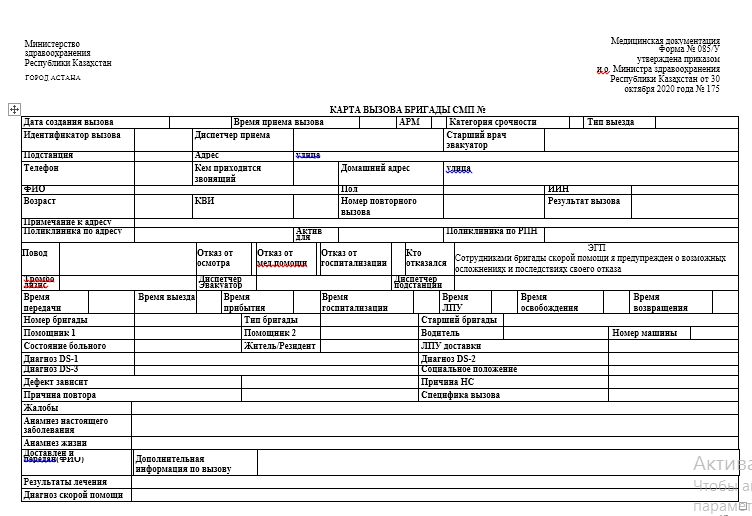 Министерство
здравоохранения
Республики Казахстан
ГОРОД АСТАНА
Медицинская документация
Форма № 085/У
утверждена приказом
и.о. Министра здравоохранения
Республики Казахстан от 30
октября 2020 года № 175
КАРТА ВЫЗОВА БРИГАДЫ СМП №
Дата создания вызова Время приема вызова АРМ Категория срочности Тип выезда
Идентификатор вызова Диспетчер приема Старший врач
эвакуатор
Подстанция Адрес улица
Телефон Кем приходится
звонящий Домашний адрес улица
ФИО Пол ИИН
Возраст КВИ Номер повторного
вызова Результат вызова
Примечание к адресу
Поликлиника по адресу Актив
для Поликлиника по РПН
Повод Отказ от
осмотра Отказ от
мед.помощи Отказ от
госпитализации Кто
отказался
ЭГП
Сотрудниками бригады скорой помощи я предупрежден о возможных
осложнениях и последствиях своего отказа
Тромбо
лизис Диспетчер
Эвакуатор Диспетчер
подстанции
Время
передачи Время выезда Время
прибытия Время
госпитализации Время
ЛПУ Время
освобождения Время
возвращения
Номер бригады Тип бригады Старший бригады
Помощник 1 Помощник 2 Водитель Номер машины
Состояние больного Житель/Резидент ЛПУ доставки
Диагноз DS-1 Диагноз DS-2
Диагноз DS-3 Социальное положение
Дефект зависит Причина НС
Причина повтора Специфика вызова
Жалобы
Анамнез настоящего
заболевания
Анамнез жизни
Доставлен и
передан(ФИО) Дополнительная
информация по вызову
Результаты лечения
Диагноз скорой помощи
Актива
Чтобы а
парамет